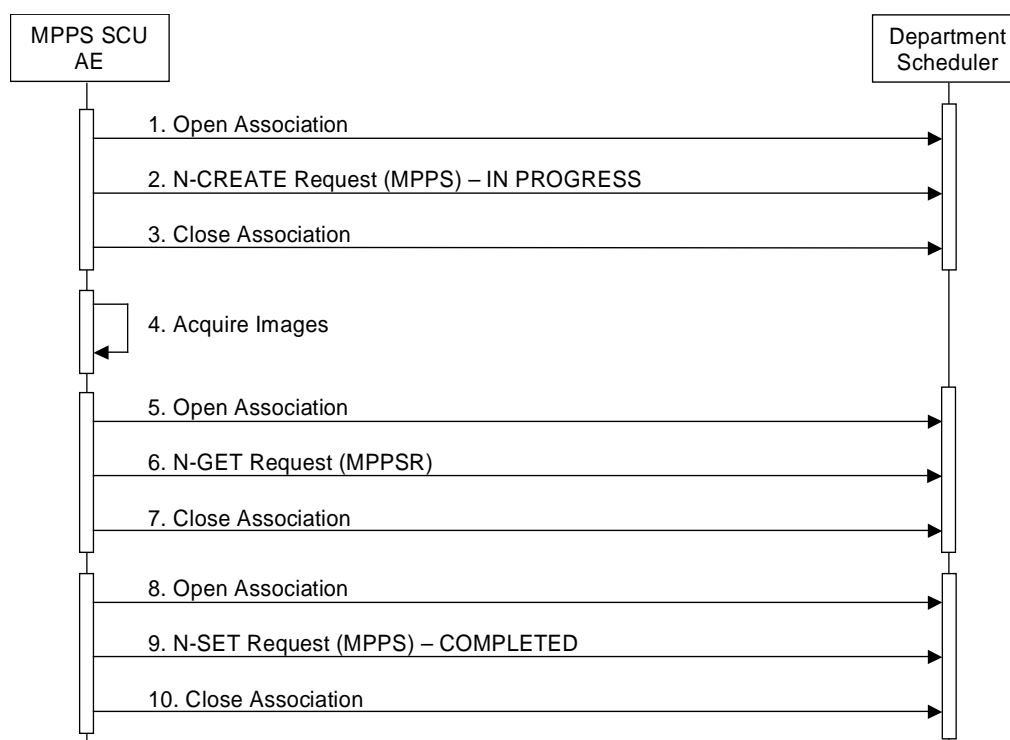 MPPS SCU
AE
Department
Scheduler
1. Open Association
2. N-CREATE Request (MPPS) – IN PROGRESS
3. Close Association
4. Acquire Images
5. Open Association
6. N-GET Request (MPPSR)
7. Close Association
8. Open Association
9. N-SET Request (MPPS) – COMPLETED
10. Close Association